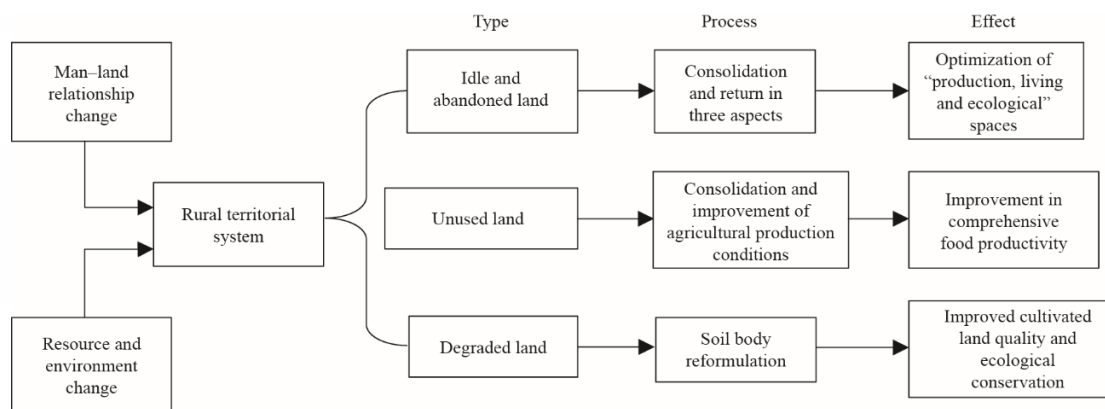 Type
Process
Effect
Man–land
relationship
change
Resource and
environment
change
Rural territorial
system
Idle and
abandoned land
Consolidation
and return in
three aspects
Optimization of
“production, living
and ecological”
spaces
Unused land
Consolidation and
improvement of
agricultural production
conditions
Improvement in
comprehensive
food productivity
Degraded land
Soil body
reformulation
Improved cultivated
land quality and
ecological
conservation